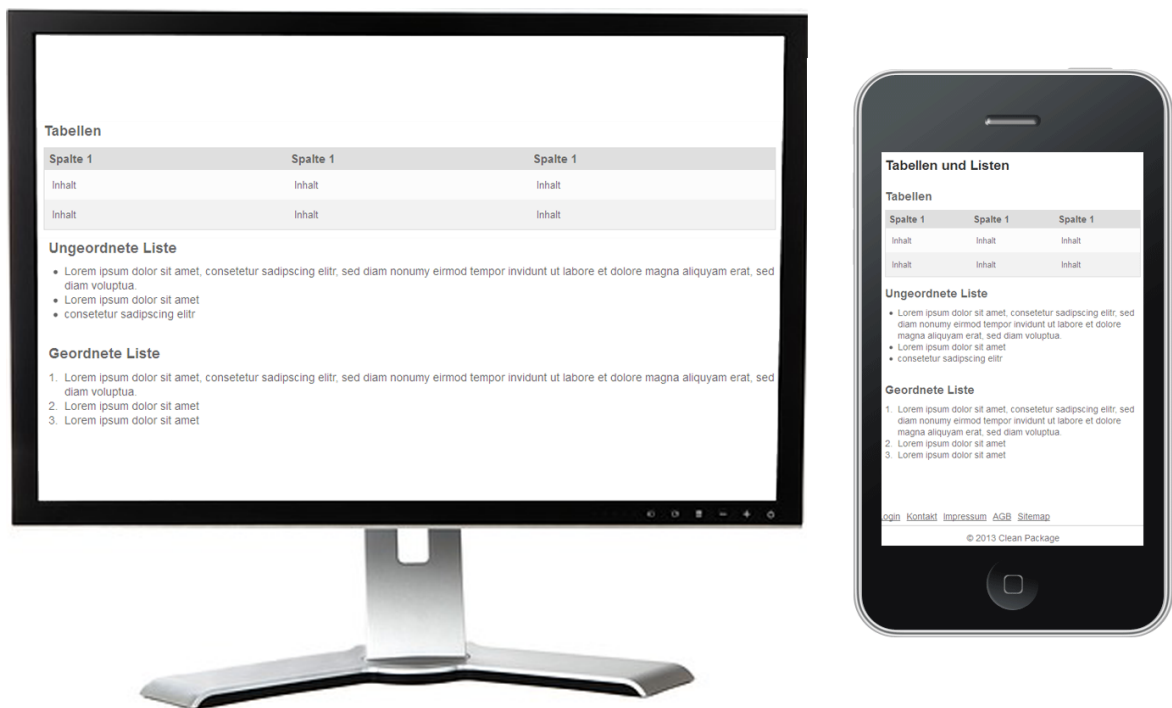 Tabellen
Spalte 1 Spalte 1 Spalte 1
Inhalt Inhalt Inhalt
Inhalt Inhalt Inhalt
Ungeordnete Liste
• Lorem ipsum dolor sit amet, consetetur sadipscing elitr, sed diam nonumy eirmod tempor invidunt ut labore et dolore magna aliquyam erat, sed
diam voluptua.
• Lorem ipsum dolor sit amet
• consetetur sadipscing elitr
Geordnete Liste
1. Lorem ipsum dolor sit amet, consetetur sadipscing elitr, sed diam nonumy eirmod tempor invidunt ut labore et dolore magna aliquyam erat, sed
diam voluptua.
2. Lorem ipsum dolor sit amet
3. Lorem ipsum dolor sit amet
Tabellen und Listen
Tabellen
Spalte 1 Spalte 1 Spalte 1
Inhalt Inhalt Inhalt
Inhalt Inhalt Inhalt
Ungeordnete Liste
• Lorem ipsum dolor sit amet, consetetur sadipscing elitr, sed
diam nonumy eirmod tempor invidunt ut labore et dolore
magna aliquyam erat, sed diam voluptua.
• Lorem ipsum dolor sit amet
• consetetur sadipscing elitr
Geordnete Liste
1. Lorem ipsum dolor sit amet, consetetur sadipscing elitr, sed
diam nonumy eirmod tempor invidunt ut labore et dolore
magna aliquyam erat, sed diam voluptua.
2. Lorem ipsum dolor sit amet
3. Lorem ipsum dolor sit amet
ogin Kontakt Impressum AGB Sitemap
© 2013 Clean Package